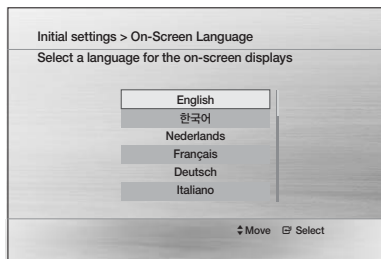 Initial settings > On-Screen Language
Select a language for the on-screen displays
English
한국어
Nederlands
Français
Deutsch
Italiano
Move Select